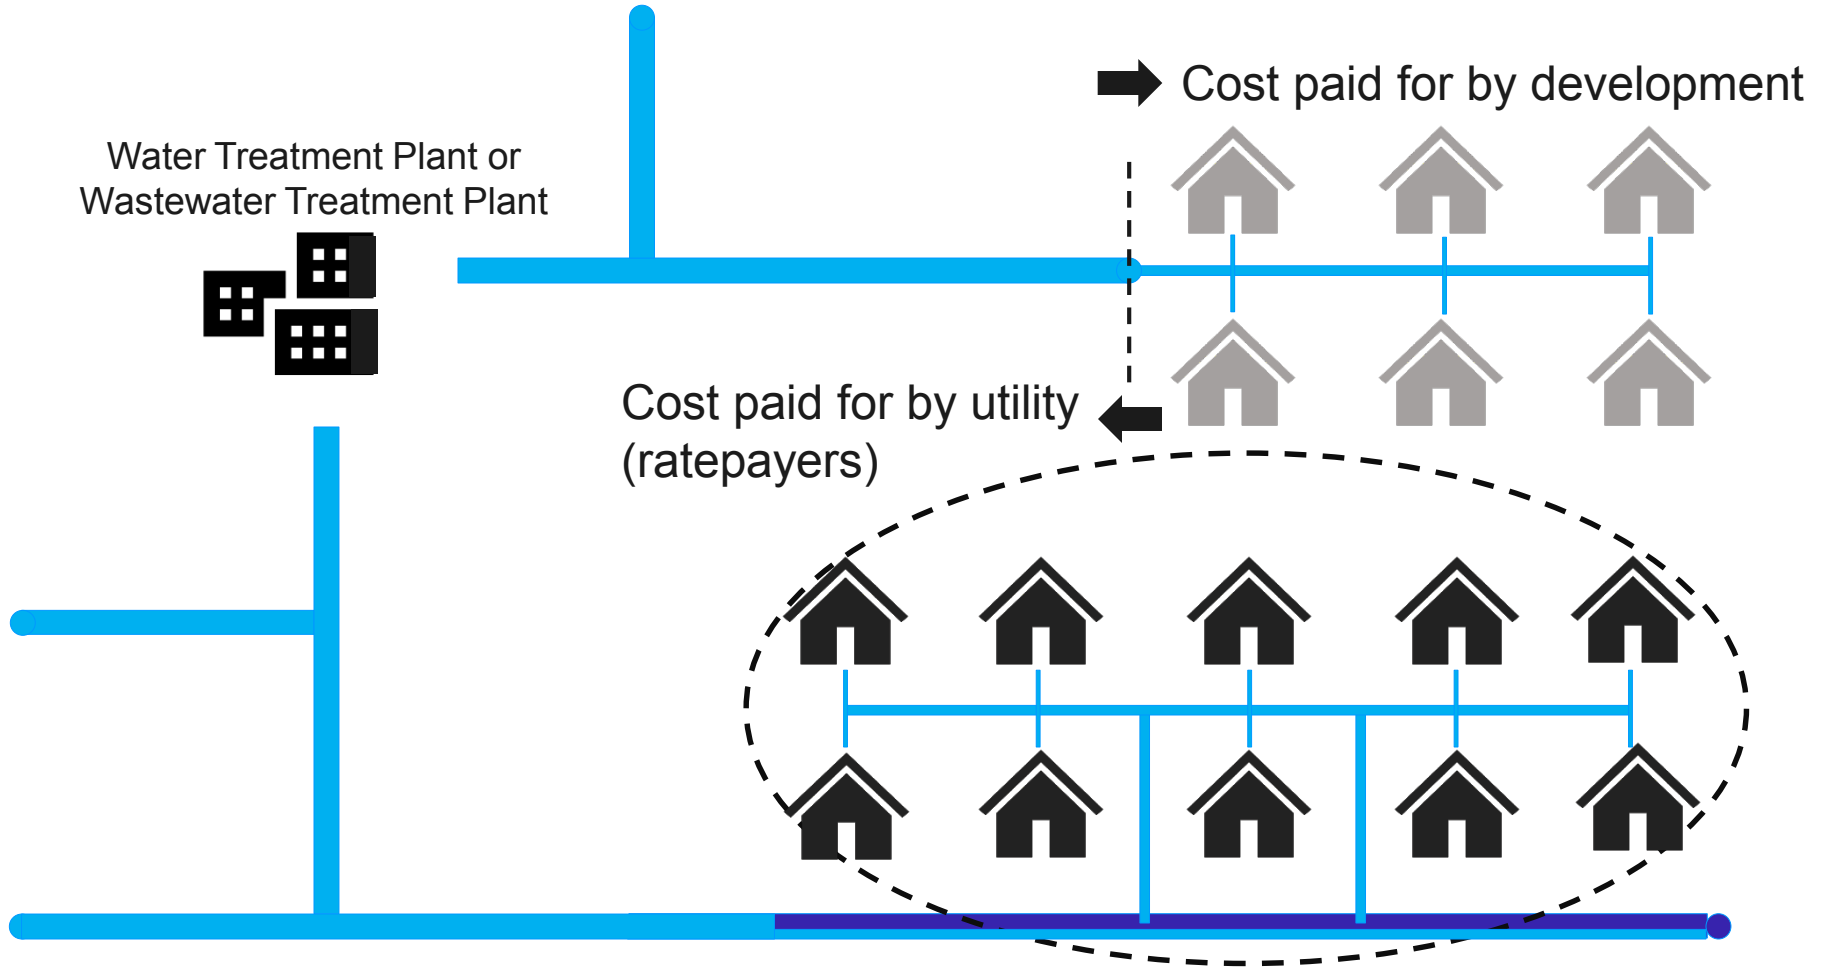 Cost paid for by development
Water Treatment Plant or
Wastewater Treatment Plant
Cost paid for by utility
(ratepayers)